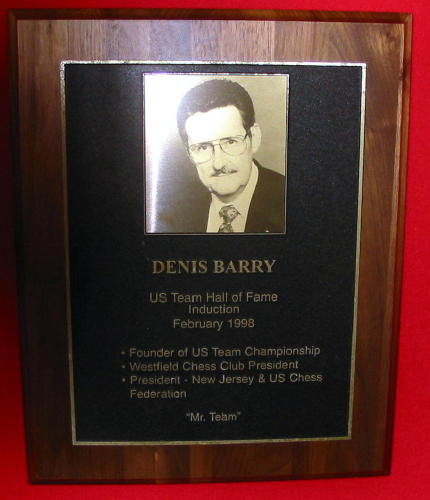 DENIS BARRY
US Team Hall of Fame
Induction
February 1998
• Founder of US Team Championship
• Westfield Chess Club President
• President - New Jersey & US Chess
Federation
"Mr. Team"